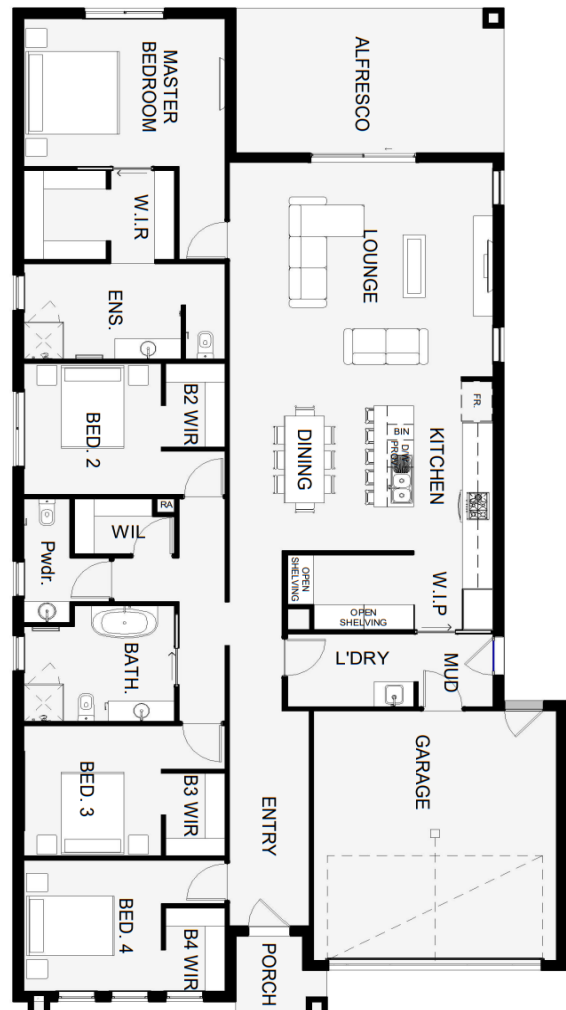 MASTER
BEDROOM
ALFRESCO
W.I.R
LOUNGE
ENS.
B2 WIR
BED. 2
FR.
BIN
DINING
KITCHEN
RA
WIL
Pwdr.
OPEN
SHELVING
W.I.P
OPEN
SHELVING
BATH.
L'DRY
MUD
GARAGE
BED. 3
B3 WIR
ENTRY
BED. 4
B4 WIR
PORCH